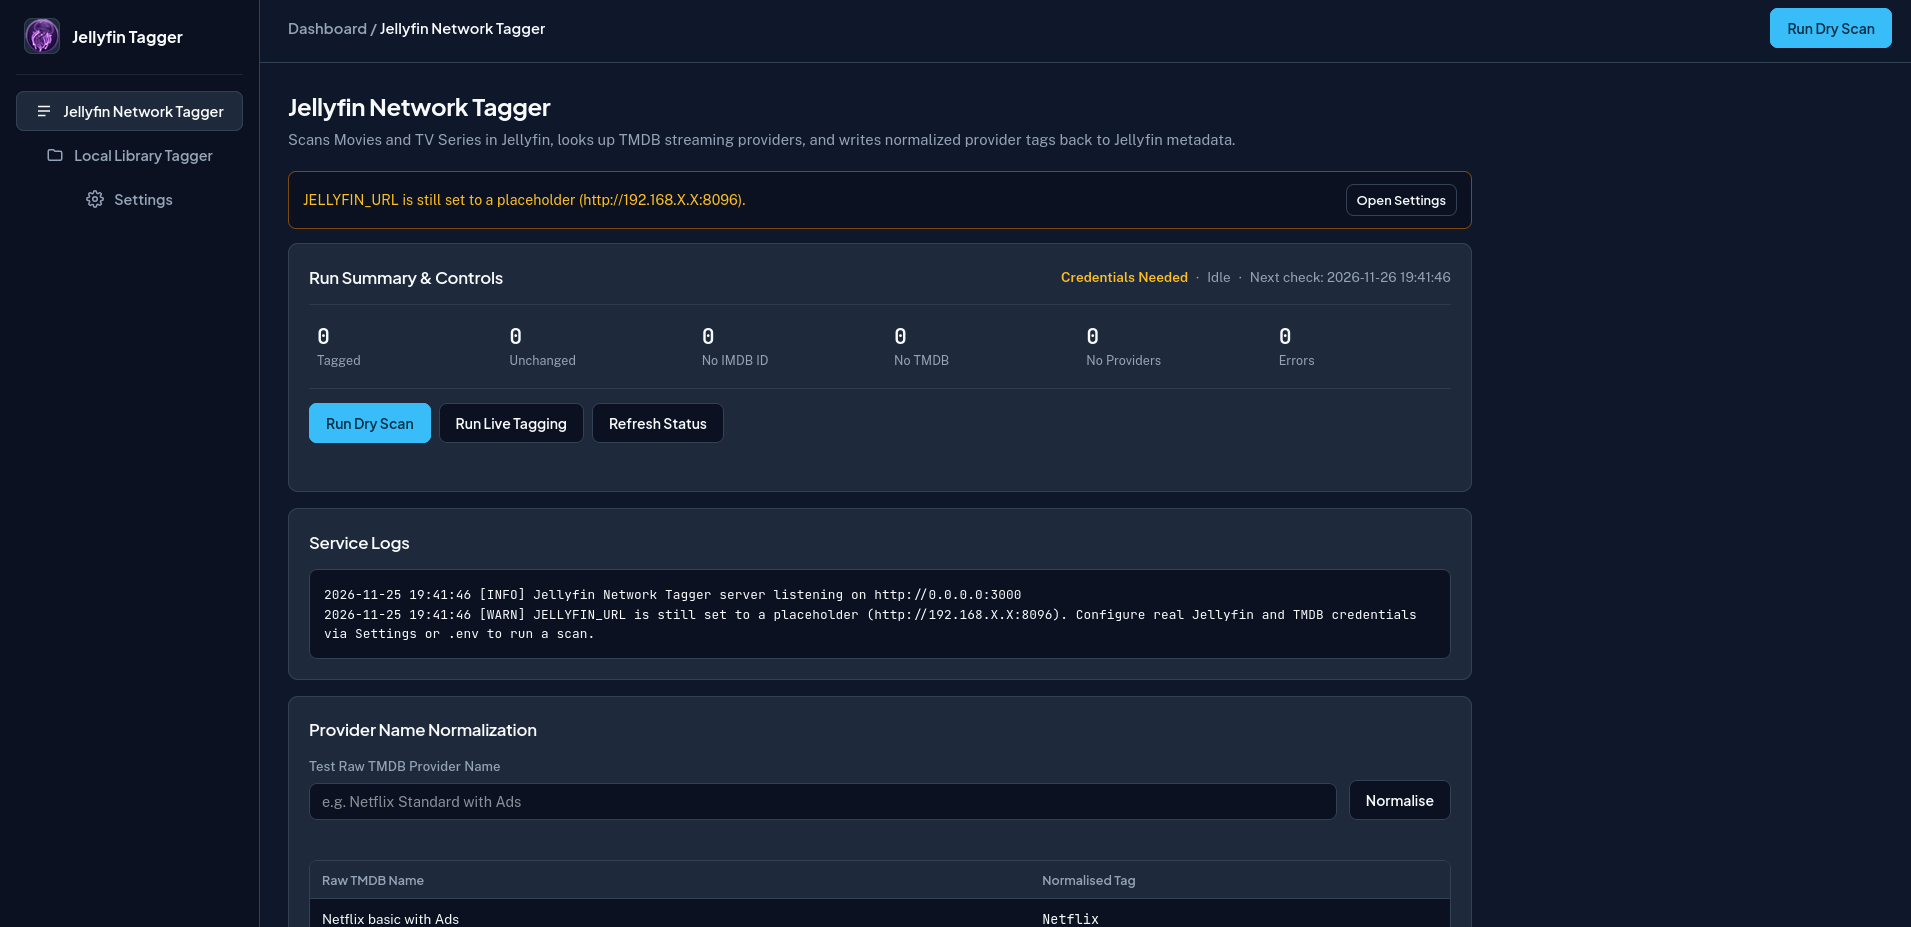 Jellyfin Tagger
Jellyfin Network Tagger
Local Library Tagger
Settings
Dashboard / Jellyfin Network Tagger
Run Dry Scan
Jellyfin Network Tagger
Scans Movies and TV Series in Jellyfin, looks up TMDB streaming providers, and writes normalized provider tags back to Jellyfin metadata.
JELLYFIN_URL is still set to a placeholder (http://192.168.X.X:8096).
Open Settings
Run Summary & Controls
Credentials Needed · Idle · Next check: 2026-11-26 19:41:46
0
Tagged
0
Unchanged
0
No IMDB ID
0
No TMDB
0
No Providers
0
Errors
Run Dry Scan
Run Live Tagging
Refresh Status
Service Logs
2026-11-25 19:41:46 [INFO] Jellyfin Network Tagger server listening on http://0.0.0.0:3000
2026-11-25 19:41:46 [WARN] JELLYFIN_URL is still set to a placeholder (http://192.168.X.X:8096). Configure real Jellyfin and TMDB credentials
via Settings or .env to run a scan.
Provider Name Normalization
Test Raw TMDB Provider Name
e.g. Netflix Standard with Ads
Normalise
Raw TMDB Name
Normalised Tag
Netflix basic with Ads
Netflix